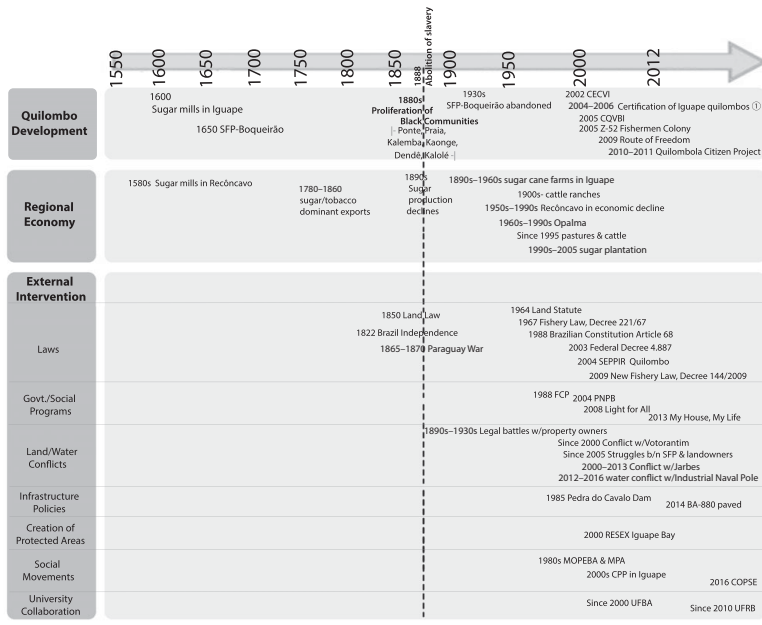 1550 1600 1650 1700 1750 1800 1850 1888 Abolition of slavery 1900 1950 2000 2012
Quilombo
Development
1600
Sugar mills in Iguape
1650 SFP-Boqueirão
1880s
Proliferation of
Black Communities
|- Ponte, Praia,
Kalemba, Kaonge,
Dendê, Kalolé -|
1930s
SFP-Boqueirão abandoned
2002 CECVI
2004–2006 Certification of Iguape quilombos ①
2005 CQVBI
2005 Z-52 Fishermen Colony
2009 Route of Freedom
2010–2011 Quilombola Citizen Project
Regional
Economy
1580s Sugar mills in Recôncavo
1780–1860
sugar/tobacco
dominant exports
1890s
Sugar
production
declines
1890s–1960s sugar cane farms in Iguape
1900s- cattle ranches
1950s–1990s Recôncavo in economic decline
1960s–1990s Opalma
Since 1995 pastures & cattle
1990s–2005 sugar plantation
External
Intervention
Laws
1850 Land Law
1822 Brazil Independence
1865–1870 Paraguay War
1964 Land Statute
1967 Fishery Law, Decree 221/67
1988 Brazilian Constitution Article 68
2003 Federal Decree 4.887
2004 SEPPIR Quilombo
2009 New Fishery Law, Decree 144/2009
Govt./Social
Programs
1988 FCP
2004 PNPB
2008 Light for All
2013 My House, My Life
Land/Water
Conflicts
1890s–1930s Legal battles w/property owners
Since 2000 Conflict w/Votorantim
Since 2005 Struggles b/n SFP & landowners
2000–2013 Conflict w/Jarbes
2012–2016 water conflict w/Industrial Naval Pole
Infrastructure
Policies
1985 Pedra do Cavalo Dam
2014 BA-880 paved
Creation of
Protected Areas
2000 RESEX Iguape Bay
Social
Movements
1980s MOPEBA & MPA
2000s CPP in Iguape
2016 COPSE
University
Collaboration
Since 2000 UFBA
Since 2010 UFRB